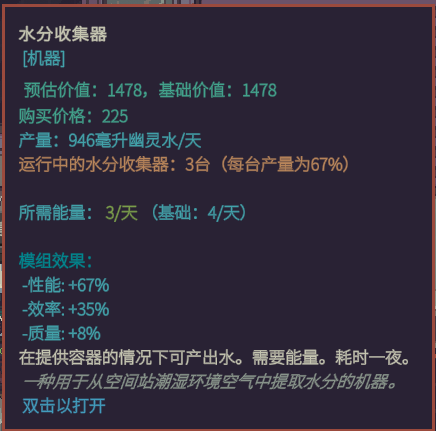 水分收集器
[机器]
预估价值：1478，基础价值：1478
购买价格：225
产量：946毫升幽灵水/天
运行中的水分收集器：3台（每台产量为67%）
所需能量： 3/天 （基础：4/天）
模组效果：
-性能: +67%
-效率: +35%
-质量: +8%
在提供容器的情况下可产出水。需要能量。耗时一夜。
一种用于从空间站潮湿环境空气中提取水分的机器。
双击以打开